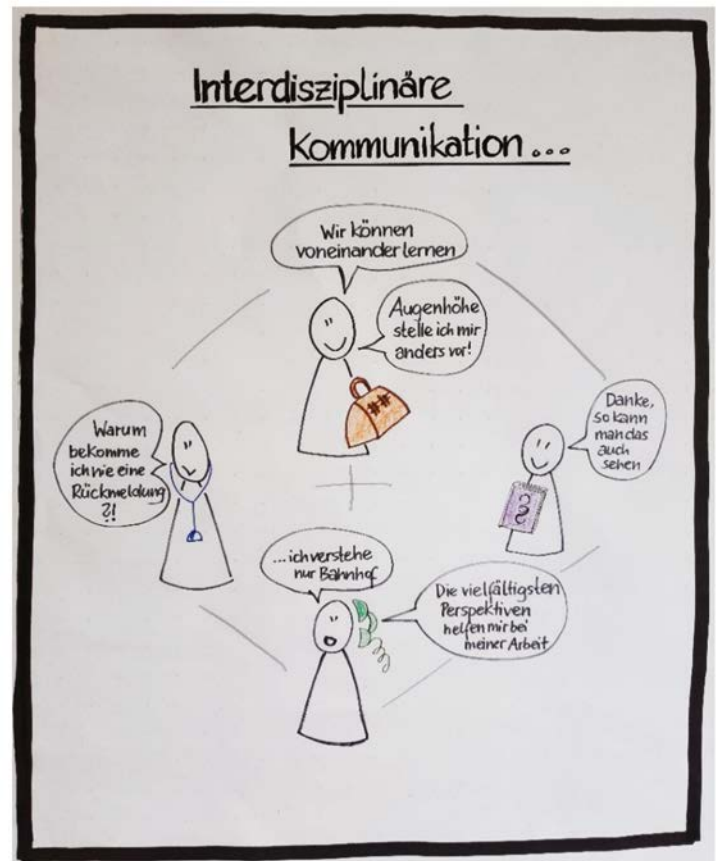 Interdisziplinäre
Kommunikation...
Wir können
voneinander lernen
Augenhöhe
stelle ich mir
anders vor!
Warum
bekomme
ich nie eine
Rückmeldung
?!
Danke,
so kann
man das
auch
sehen
...ich verstehe
nur Bahnhof
Die vielfältigsten
Perspektiven
helfen mir bei
meiner Arbeit
§